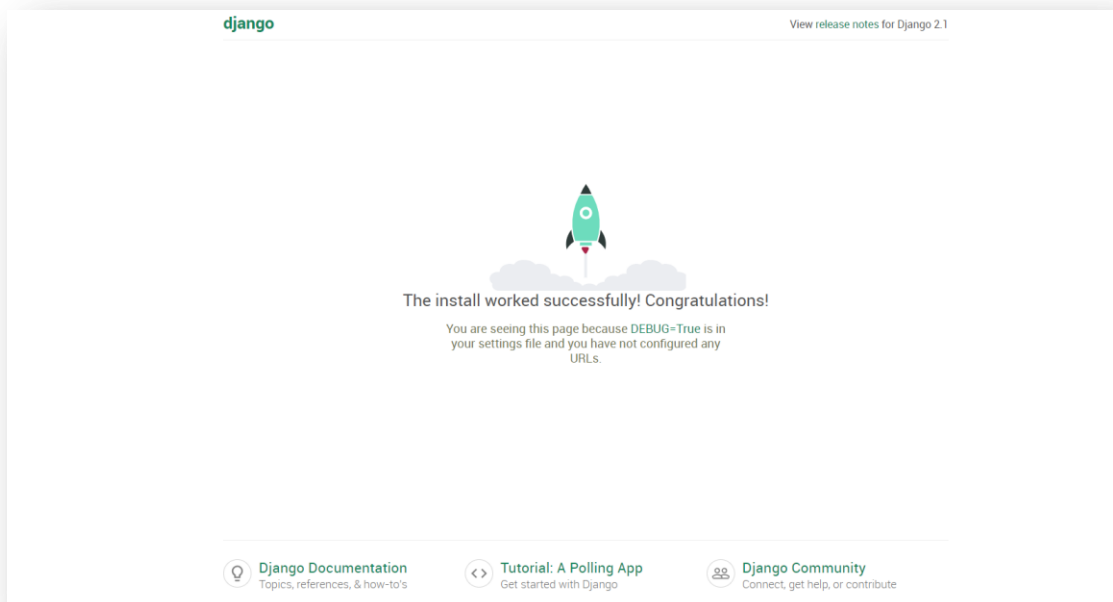 django
View release notes for Django 2.1
The install worked successfully! Congratulations!
You are seeing this page because DEBUG=True is in
your settings file and you have not configured any
URLs.
Django Documentation
Topics, references, & how-to's
Tutorial: A Polling App
Get started with Django
Django Community
Connect, get help, or contribute